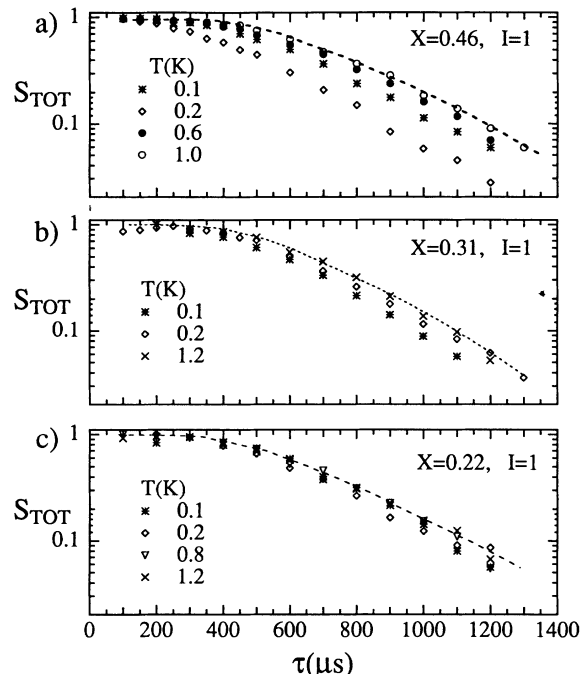 a)
1
X=0.46, I=1
T(K)
0.1
S_TOT
0.2
0.6
0.1
1.0
b)
1
X=0.31, I=1
S_TOT
T(K)
0.1
0.1
0.2
1.2
c)
1
X=0.22, I=1
T(K)
S_TOT
0.1
0.2
0.1
0.8
1.2
0 200 400 600 800 1000 1200 1400
τ(μs)